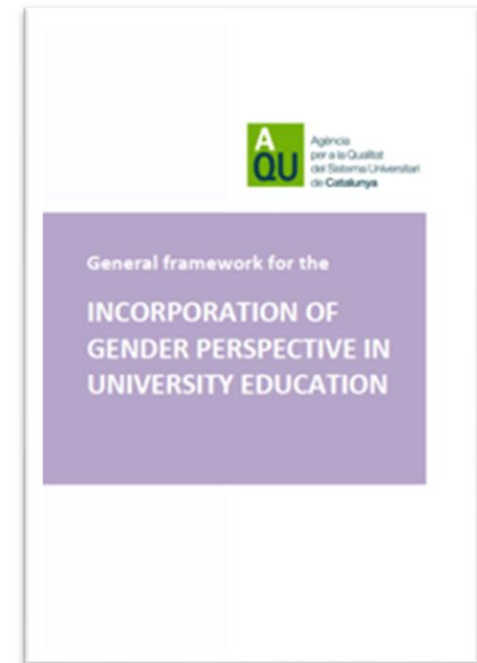 A
QU
Agència
per a la Qualitat
del Sistema Universitari
de Catalunya
General framework for the
INCORPORATION OF
GENDER PERSPECTIVE IN
UNIVERSITY EDUCATION